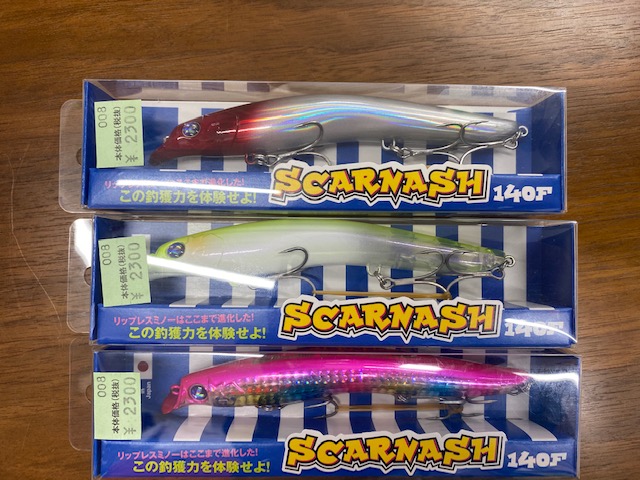 008
本体価格(税抜)
¥ 2300
この釣獲力を体験せよ!
SCARNASH
140F
008
本体価格(税抜)
¥ 2300
リップレスミノーはここまで進化した!
この釣獲力を体験せよ!
SCARNASH
140F
008
本体価格(税抜)
¥ 2300
in Japan
リップレスミノーはここまで進化した!
この釣獲力を体験せよ!
SCARNASH
140F